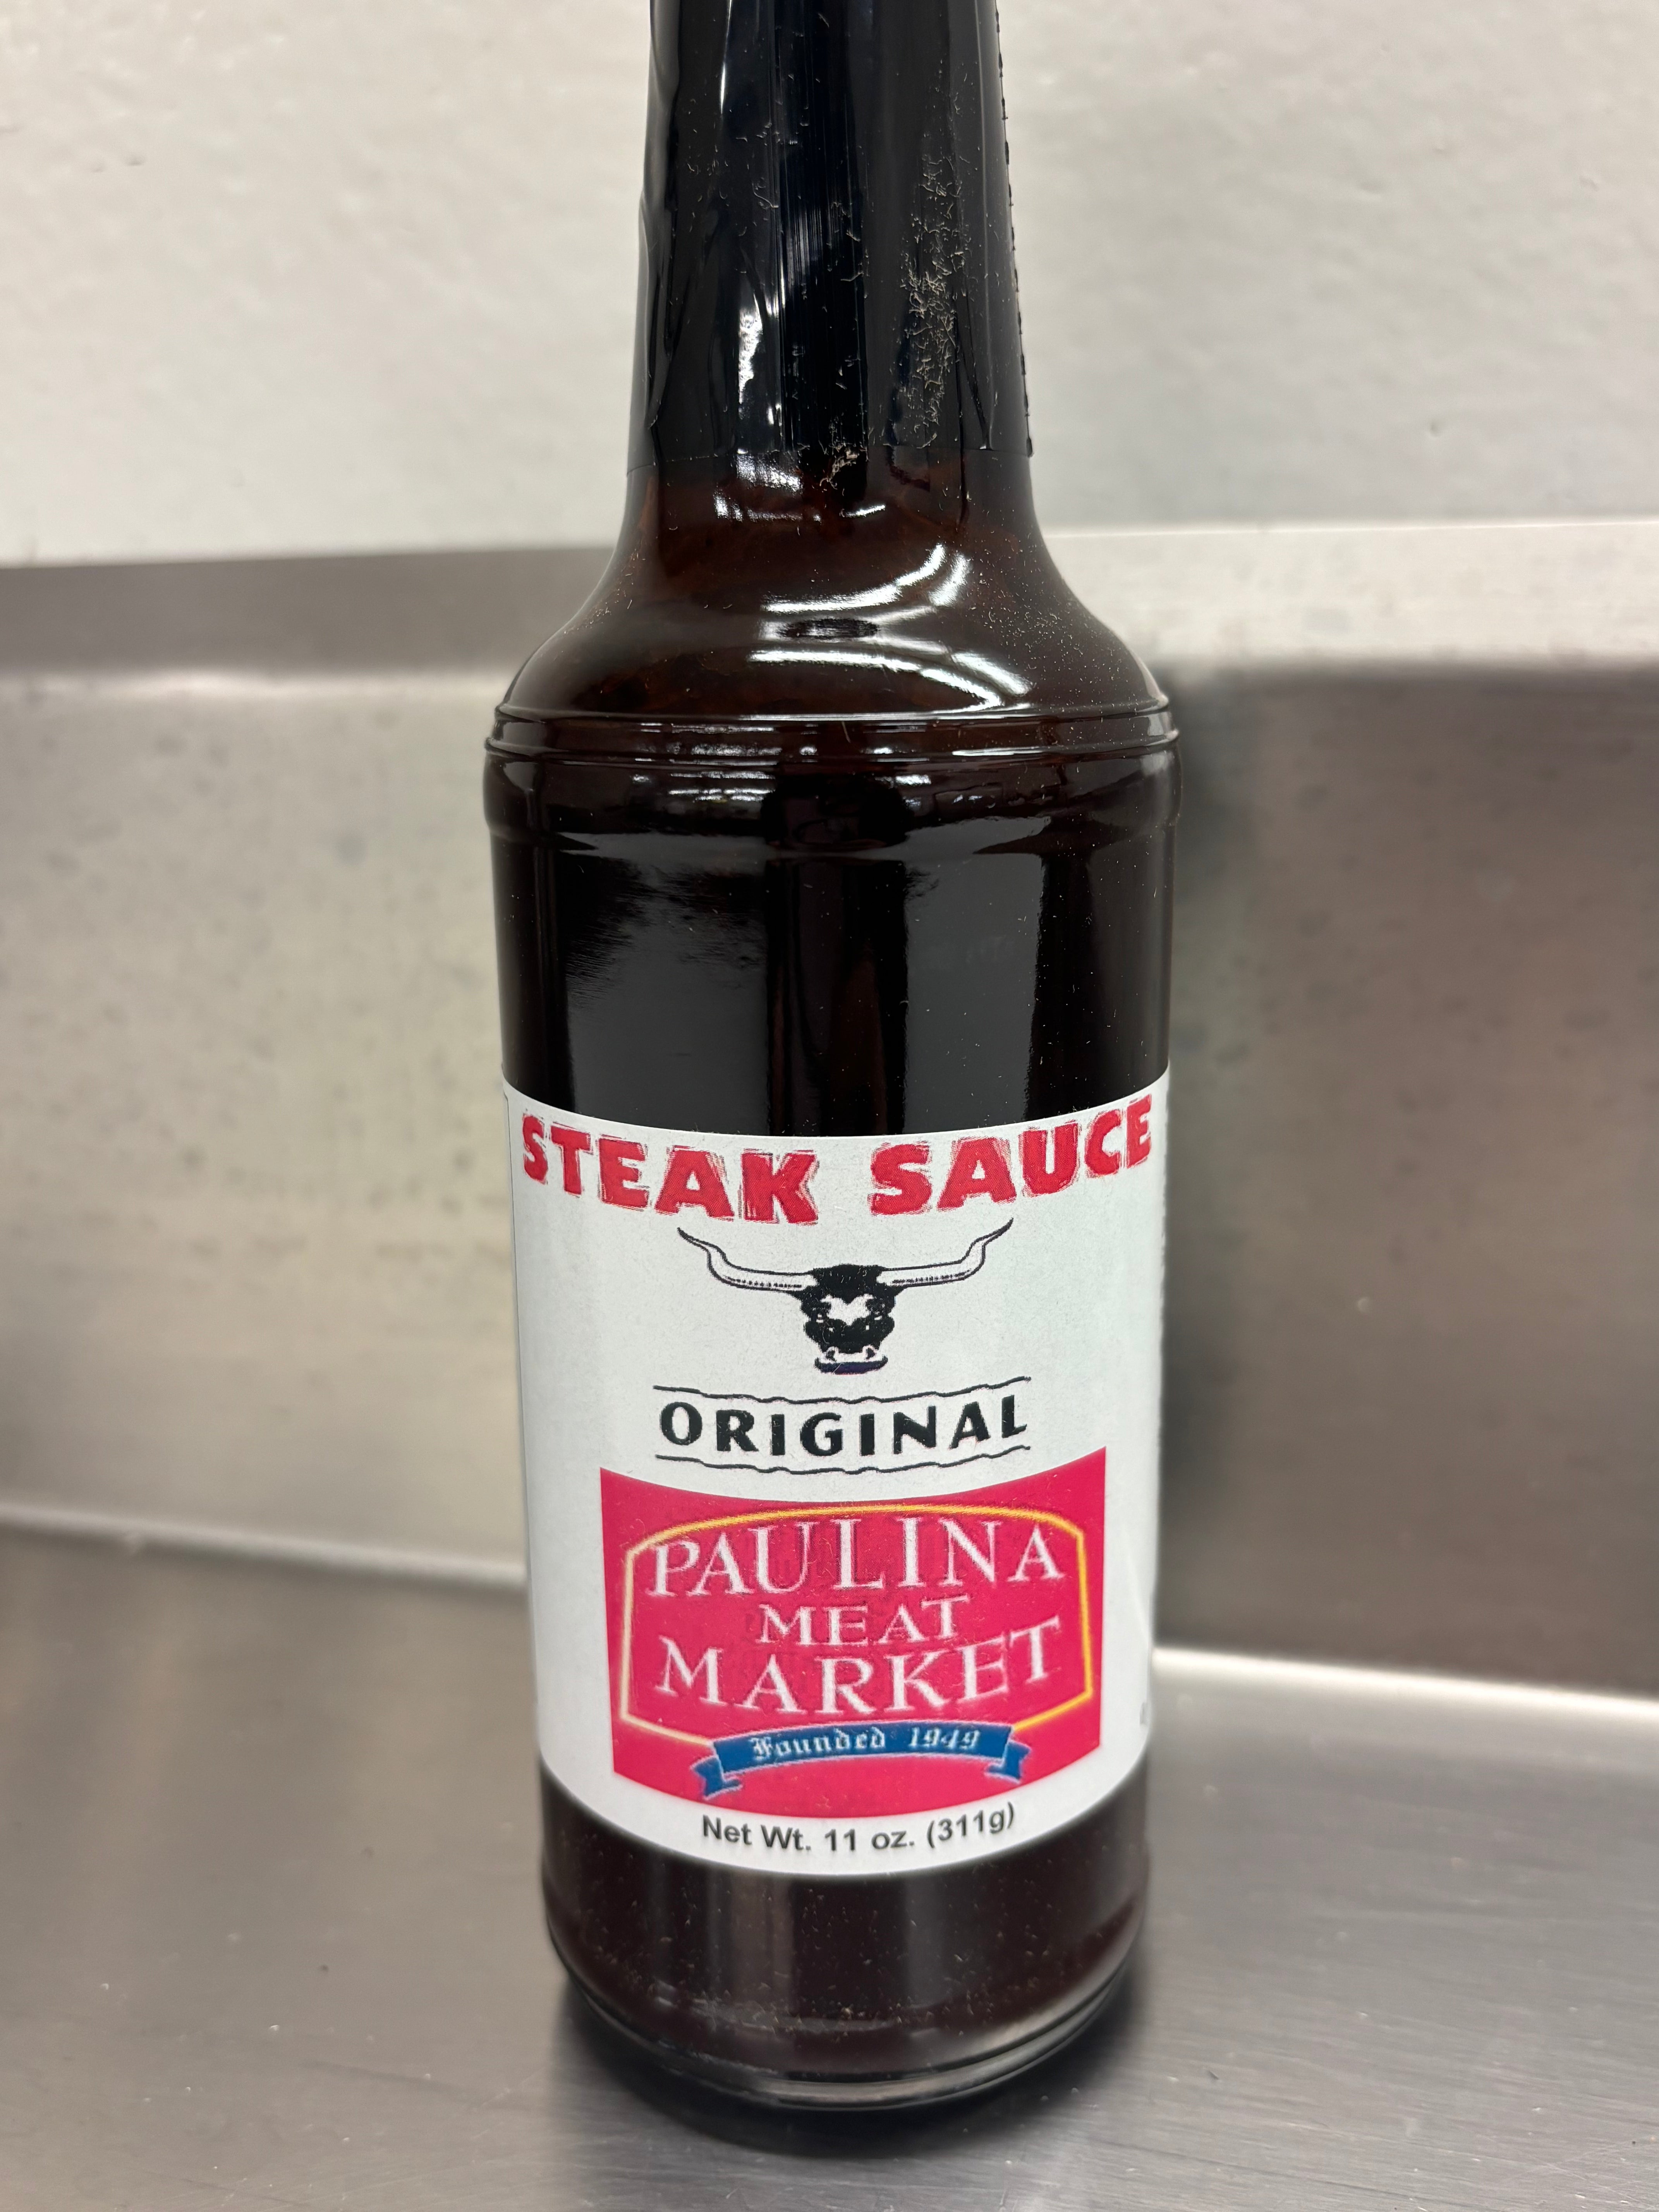 STEAK SAUCE
ORIGINAL
PAULINA
MEAT
MARKET
Founded 1949
Net Wt. 11 oz. (311g)